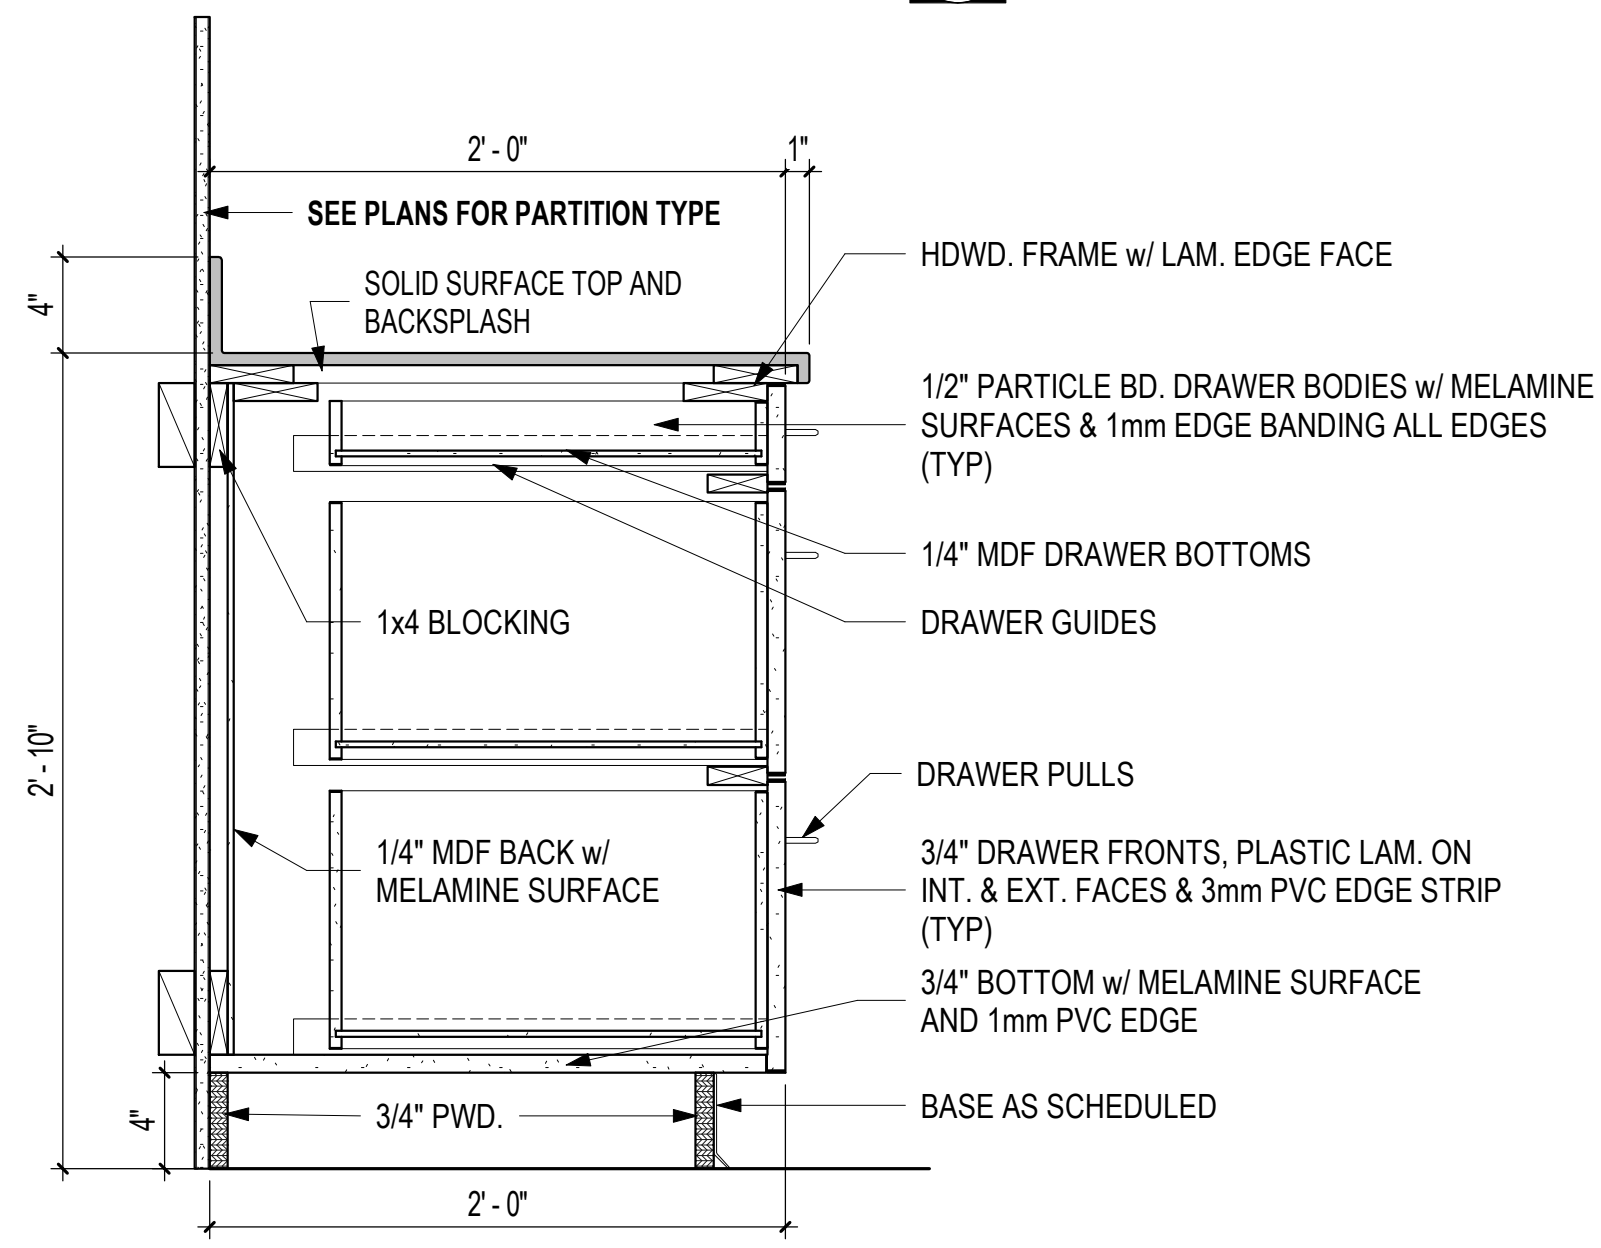 2' - 0"
1"
SEE PLANS FOR PARTITION TYPE
HDWD. FRAME w/ LAM. EDGE FACE
SOLID SURFACE TOP AND
BACKSPLASH
4"
1/2" PARTICLE BD. DRAWER BODIES w/ MELAMINE
SURFACES & 1mm EDGE BANDING ALL EDGES
(TYP)
1/4" MDF DRAWER BOTTOMS
1x4 BLOCKING
DRAWER GUIDES
2' - 10"
DRAWER PULLS
1/4" MDF BACK w/
MELAMINE SURFACE
3/4" DRAWER FRONTS, PLASTIC LAM. ON
INT. & EXT. FACES & 3mm PVC EDGE STRIP
(TYP)
3/4" BOTTOM w/ MELAMINE SURFACE
AND 1mm PVC EDGE
4"
3/4" PWD.
BASE AS SCHEDULED
2' - 0"